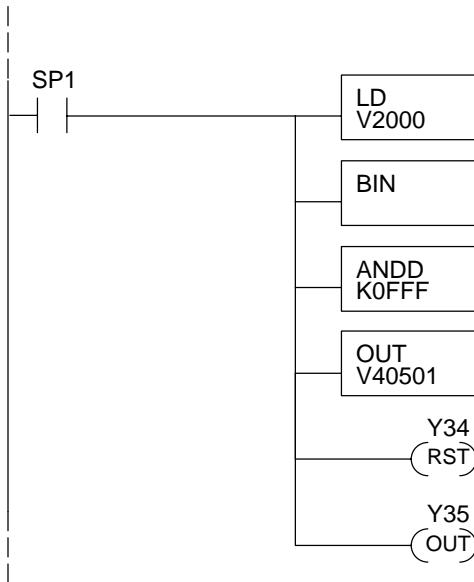 SP1
LD
V2000
BIN
ANDD
K0FFF
OUT
V40501
Y34
RST
Y35
OUT